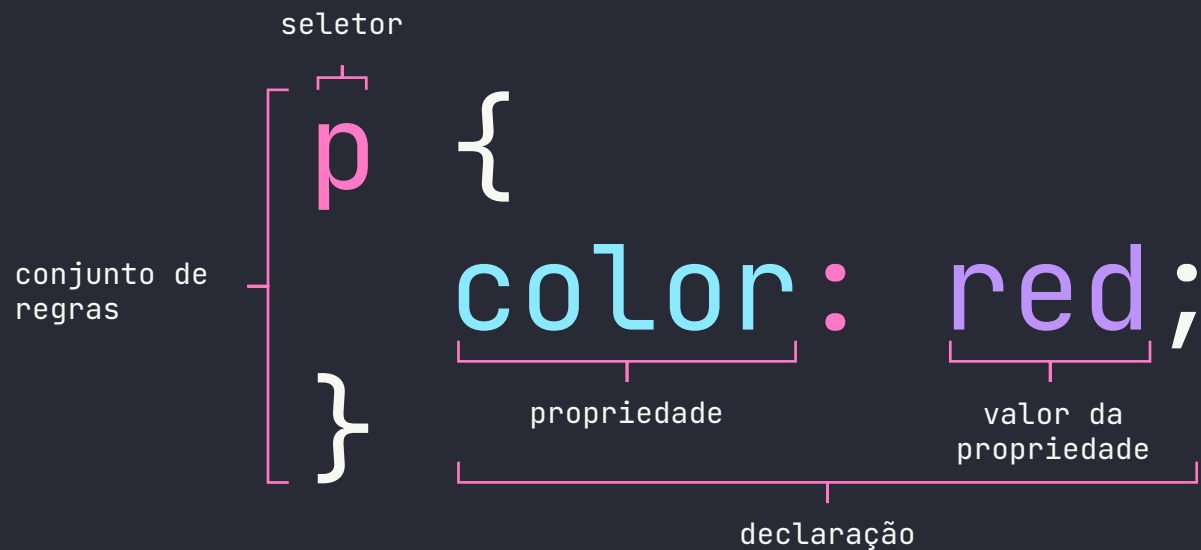 seletor
p {
color: red;
conjunto de
regras
}
propriedade
valor da
propriedade
declaração